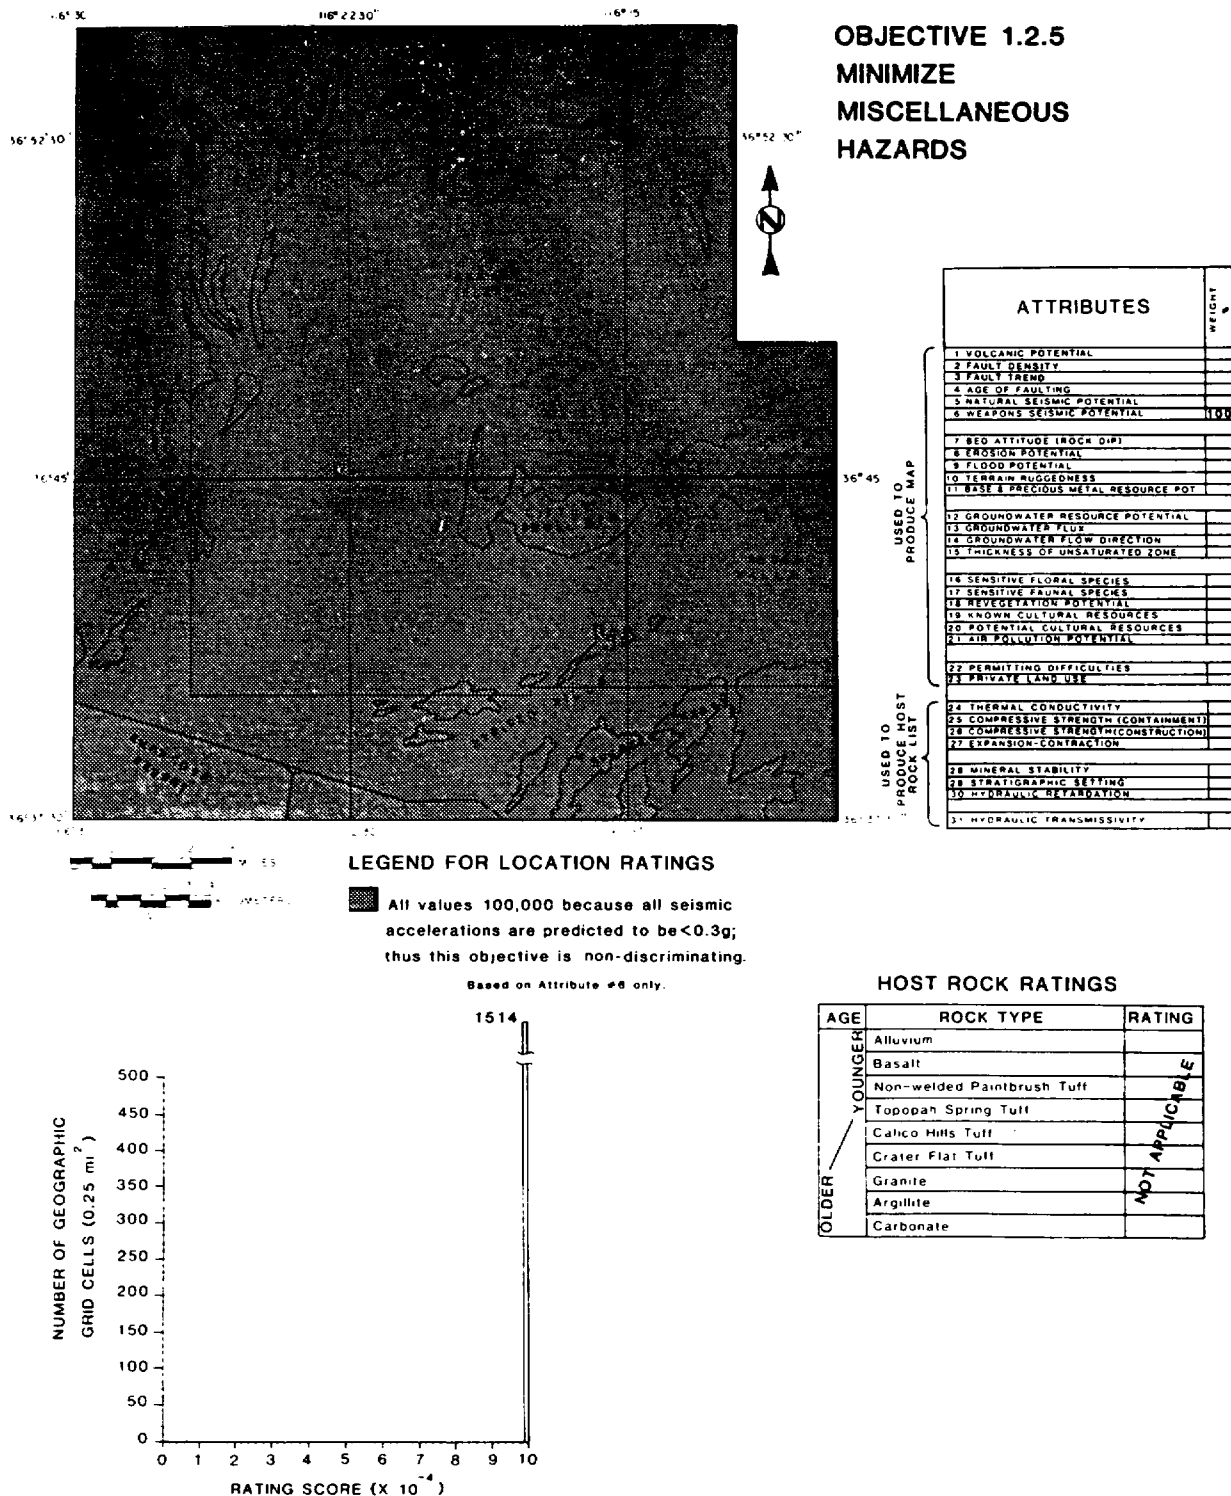 116°22'30"
OBJECTIVE 1.2.5
MINIMIZE
MISCELLANEOUS
HAZARDS
36°52'30"
36°52'30"
N
ATTRIBUTES
WEIGHT
USED TO
PRODUCE MAP
1 VOLCANIC POTENTIAL
2 FAULT DENSITY
3 FAULT TREND
4 AGE OF FAULTING
5 NATURAL SEISMIC POTENTIAL
6 WEAPONS SEISMIC POTENTIAL 100
7 BED ATTITUDE (ROCK DIP)
8 EROSION POTENTIAL
9 FLOOD POTENTIAL
10 TERRAIN RUGGEDNESS
11 BASE & PRECIOUS METAL RESOURCE POT
12 GROUNDWATER RESOURCE POTENTIAL
13 GROUNDWATER FLUX
14 GROUNDWATER FLOW DIRECTION
15 THICKNESS OF UNSATURATED ZONE
16 SENSITIVE FLORAL SPECIES
17 SENSITIVE FAUNAL SPECIES
18 REVEGETATION POTENTIAL
19 KNOWN CULTURAL RESOURCES
20 POTENTIAL CULTURAL RESOURCES
21 AIR POLLUTION POTENTIAL
22 PERMITTING DIFFICULTIES
23 PRIVATE LAND USE
USED TO
PRODUCE HOST
ROCK LIST
24 THERMAL CONDUCTIVITY
25 COMPRESSIVE STRENGTH (CONTAINMENT)
26 COMPRESSIVE STRENGTH (CONSTRUCTION)
27 EXPANSION-CONTRACTION
28 MINERAL STABILITY
29 STRATIGRAPHIC SETTING
30 HYDRAULIC RETARDATION
31 HYDRAULIC TRANSMISSIVITY
36°45'
36°45'
LEGEND FOR LOCATION RATINGS
All values 100,000 because all seismic
accelerations are predicted to be<0.3g;
thus this objective is non-discriminating.
Based on Attribute #6 only.
1514
NUMBER OF GEOGRAPHIC
GRID CELLS (0.25 mi²)
500
450
400
350
300
250
200
150
100
50
0
0 1 2 3 4 5 6 7 8 9 10
RATING SCORE (X 10⁻⁴)
HOST ROCK RATINGS
AGE ROCK TYPE RATING
OLDER YOUNGER
Alluvium
Basalt
Non-welded Paintbrush Tuff
Topopah Spring Tuff
Calico Hills Tuff
Crater Flat Tuff
Granite
Argillite
Carbonate
NOT APPLICABLE